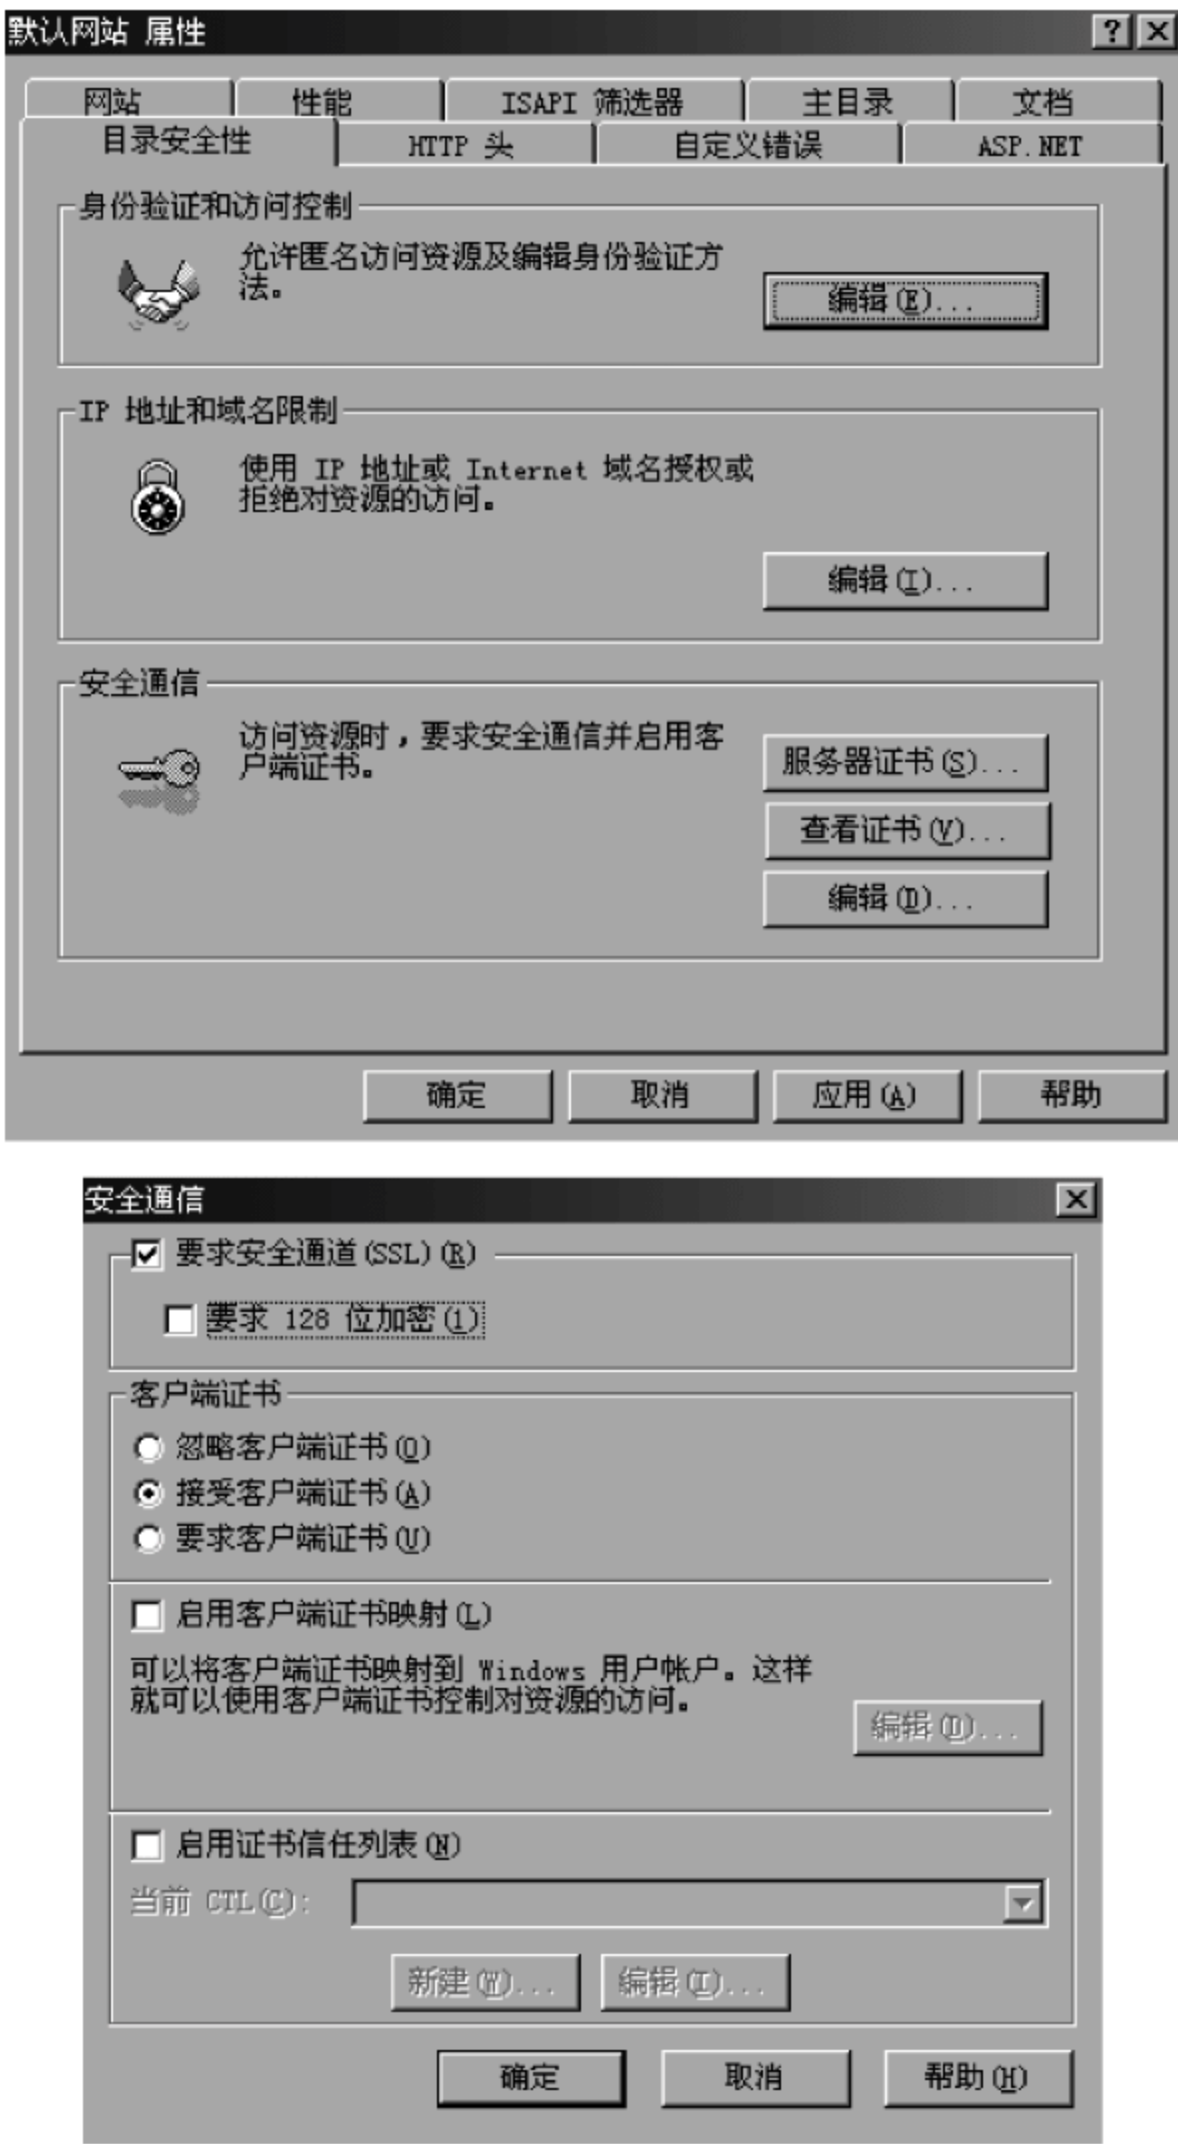 默认网站 属性
网站 性能 ISAPI 筛选器 主目录 文档
目录安全性 HTTP 头 自定义错误 ASP.NET
身份验证和访问控制
允许匿名访问资源及编辑身份验证方
法。
编辑(E)...
IP 地址和域名限制
使用 IP 地址或 Internet 域名授权或
拒绝对资源的访问。
编辑(I)...
安全通信
访问资源时，要求安全通信并启用客
户端证书。
服务器证书(S)...
查看证书(V)...
编辑(D)...
确定 取消 应用(A) 帮助
安全通信
要求安全通道(SSL)(R)
要求 128 位加密(1)
客户端证书
忽略客户端证书(O)
接受客户端证书(A)
要求客户端证书(U)
启用客户端证书映射(L)
可以将客户端证书映射到 Windows 用户帐户。这样
就可以使用客户端证书控制对资源的访问。
编辑(D)...
启用证书信任列表(N)
当前 CTL(C):
新建(W)... 编辑(I)...
确定 取消 帮助(H)